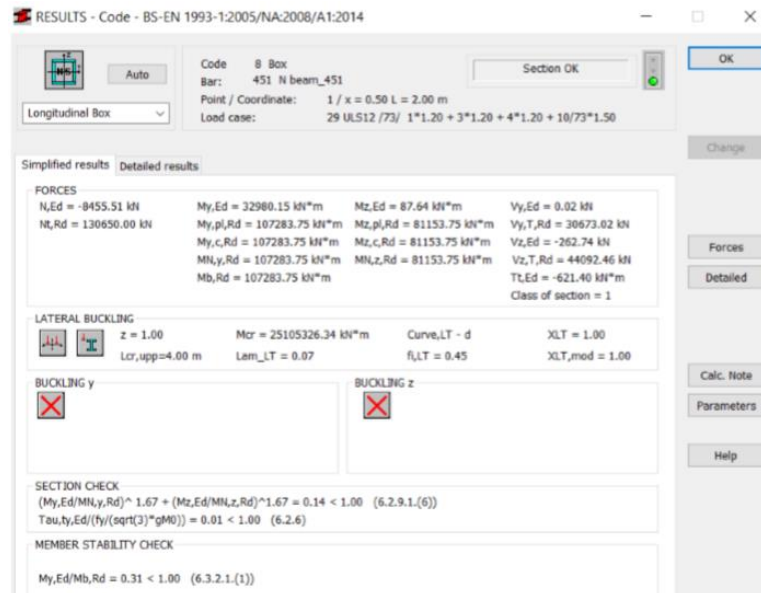 RESULTS - Code - BS-EN 1993-1:2005/NA:2008/A1:2014
Auto
Longitudinal Box
Code 8 Box
Bar: 451 N beam_451
Point / Coordinate: 1 / x = 0.50 L = 2.00 m
Load case: 29 ULS12 /73/ 1*1.20 + 3*1.20 + 4*1.20 + 10/73*1.50
Section OK
OK
Change
Simplified results Detailed results
FORCES
N,Ed = -8455.51 kN My,Ed = 32980.15 kN*m Mz,Ed = 87.64 kN*m Vy,Ed = 0.02 kN
Nt,Rd = 130650.00 kN My,pl,Rd = 107283.75 kN*m Mz,pl,Rd = 81153.75 kN*m Vy,T,Rd = 30673.02 kN
My,c,Rd = 107283.75 kN*m Mz,c,Rd = 81153.75 kN*m Vz,Ed = -262.74 kN
MN,y,Rd = 107283.75 kN*m MN,z,Rd = 81153.75 kN*m Vz,T,Rd = 44092.46 kN
Mb,Rd = 107283.75 kN*m Tt,Ed = -621.40 kN*m
Class of section = 1
Forces
Detailed
LATERAL BUCKLING
z = 1.00 Mcr = 25105326.34 kN*m Curve,LT - d XLT = 1.00
Lcr,upp=4.00 m Lam_LT = 0.07 fi,LT = 0.45 XLT,mod = 1.00
Calc. Note
Parameters
Help
BUCKLING y BUCKLING z
SECTION CHECK
(My,Ed/MN,y,Rd)^ 1.67 + (Mz,Ed/MN,z,Rd)^1.67 = 0.14 < 1.00 (6.2.9.1.(6))
Tau,ty,Ed/(fy/(sqrt(3)*gM0)) = 0.01 < 1.00 (6.2.6)
MEMBER STABILITY CHECK
My,Ed/Mb,Rd = 0.31 < 1.00 (6.3.2.1.(1))